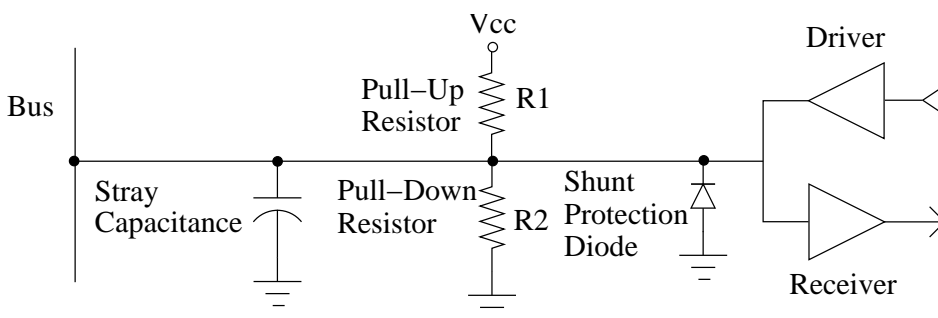 Vcc
Driver
Bus
Pull–Up
Resistor
R1
Stray
Capacitance
Pull–Down
Resistor
R2
Shunt
Protection
Diode
Receiver